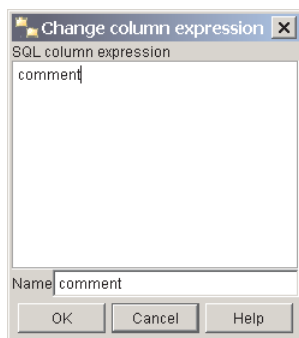 Change column expression
SQL column expression
comment
Name comment
OK Cancel Help